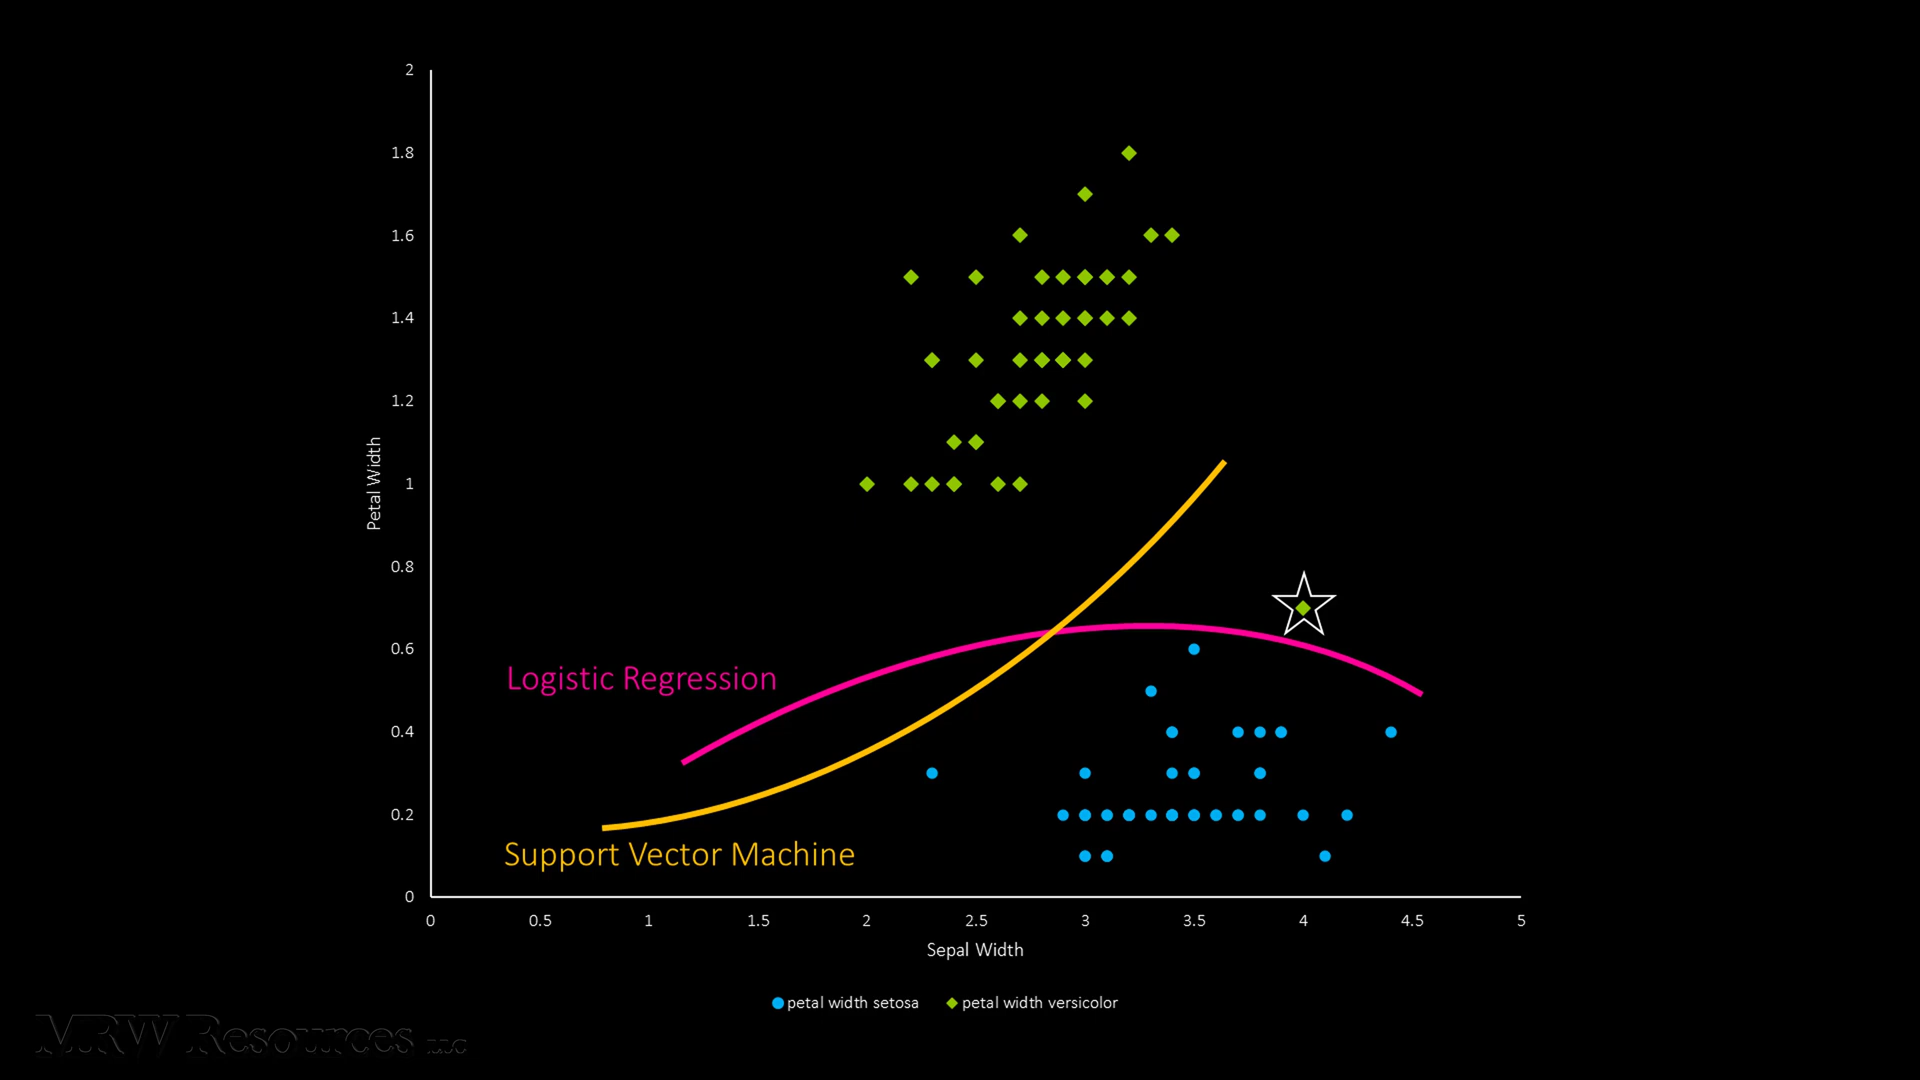 2
1.8
1.6
1.4
1.2
1
0.8
0.6
0.4
0.2
0
Petal Width
Logistic Regression
Support Vector Machine
0 0.5 1 1.5 2 2.5 3 3.5 4 4.5 5
Sepal Width
petal width setosa petal width versicolor
MRW Resources LLC